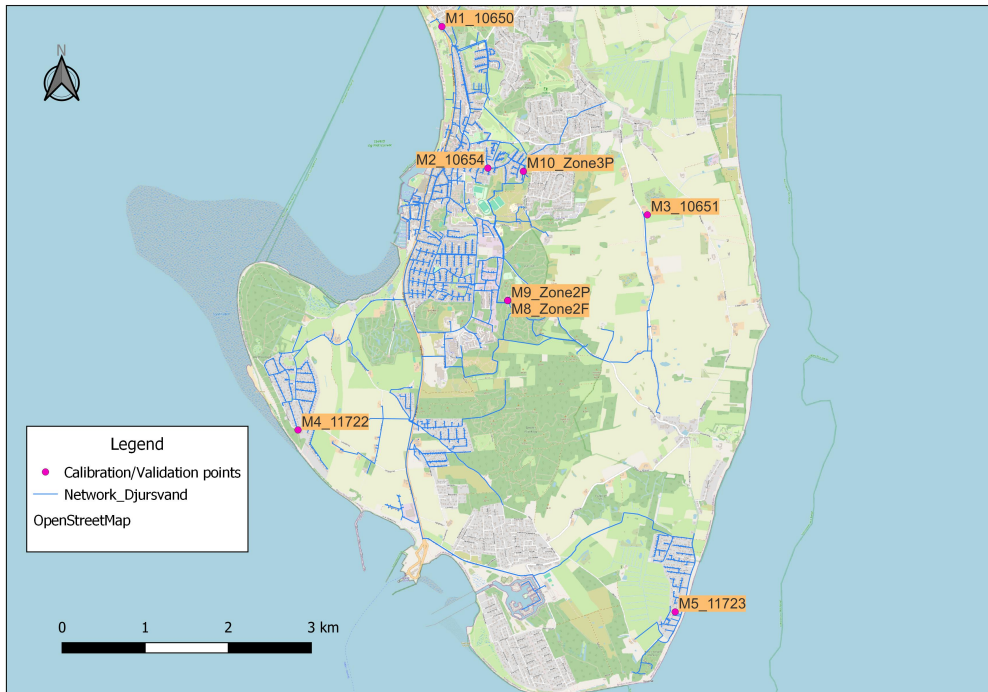 M1_10650
N
M2_10654
M10_Zone3P
M3_10651
M9_Zone2P
M8_Zone2F
M4_11722
Legend
Calibration/Validation points
Network_Djursvand
OpenStreetMap
M5_11723
0 1 2 3 km